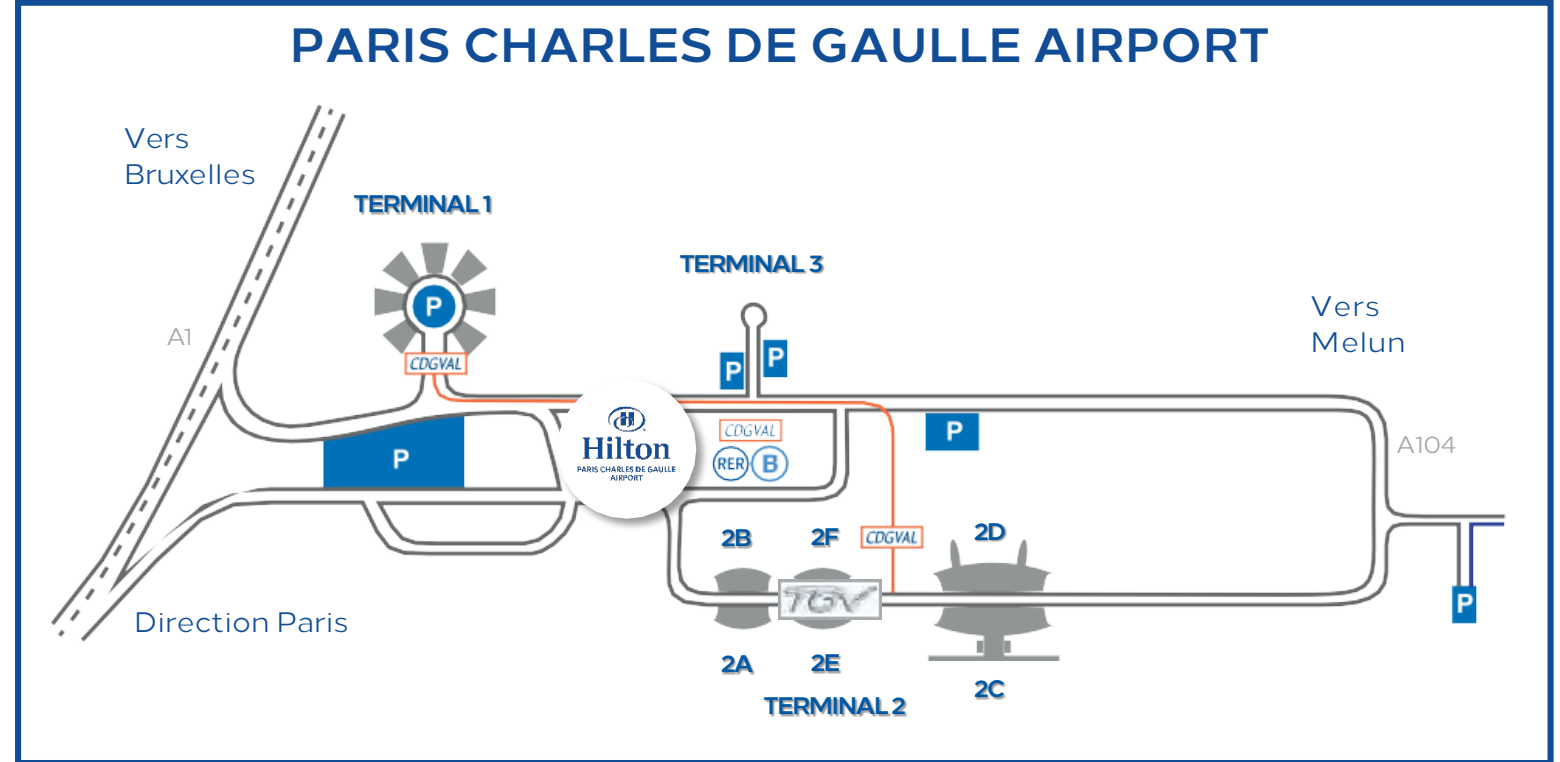 PARIS CHARLES DE GAULLE AIRPORT
Vers
Bruxelles
TERMINAL 1
TERMINAL 3
P
Vers
Melun
A1
CDGVAL
P
P
Hilton
PARIS CHARLES DE GAULLE
AIRPORT
CDGVAL
RER B
P
P
A104
2B
2F
CDGVAL
2D
TGV
P
Direction Paris
2A
2E
2C
TERMINAL 2